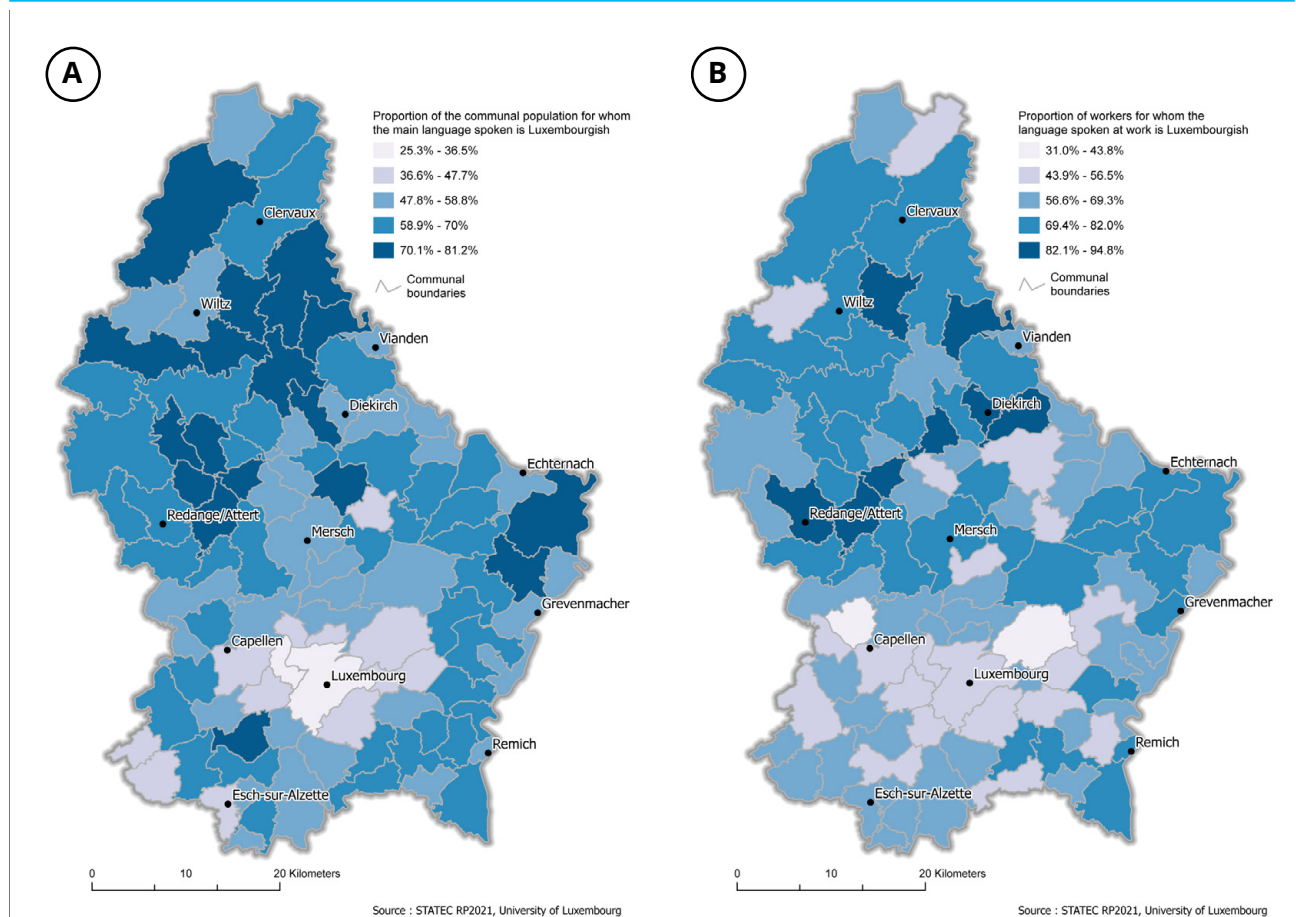 A
Proportion of the communal population for whom
the main language spoken is Luxembourgish
25.3% - 36.5%
36.6% - 47.7%
47.8% - 58.8%
58.9% - 70%
70.1% - 81.2%
Communal
boundaries
Clervaux
Wiltz
Vianden
Diekirch
Echternach
Redange/Attert
Mersch
Grevenmacher
Capellen
Luxembourg
Remich
Esch-sur-Alzette
0 10 20 Kilometers
Source : STATEC RP2021, University of Luxembourg
B
Proportion of workers for whom the
language spoken at work is Luxembourgish
31.0% - 43.8%
43.9% - 56.5%
56.6% - 69.3%
69.4% - 82.0%
82.1% - 94.8%
Communal
boundaries
Clervaux
Wiltz
Vianden
Diekirch
Echternach
Redange/Attert
Mersch
Grevenmacher
Capellen
Luxembourg
Remich
Esch-sur-Alzette
0 10 20 Kilometers
Source : STATEC RP2021, University of Luxembourg